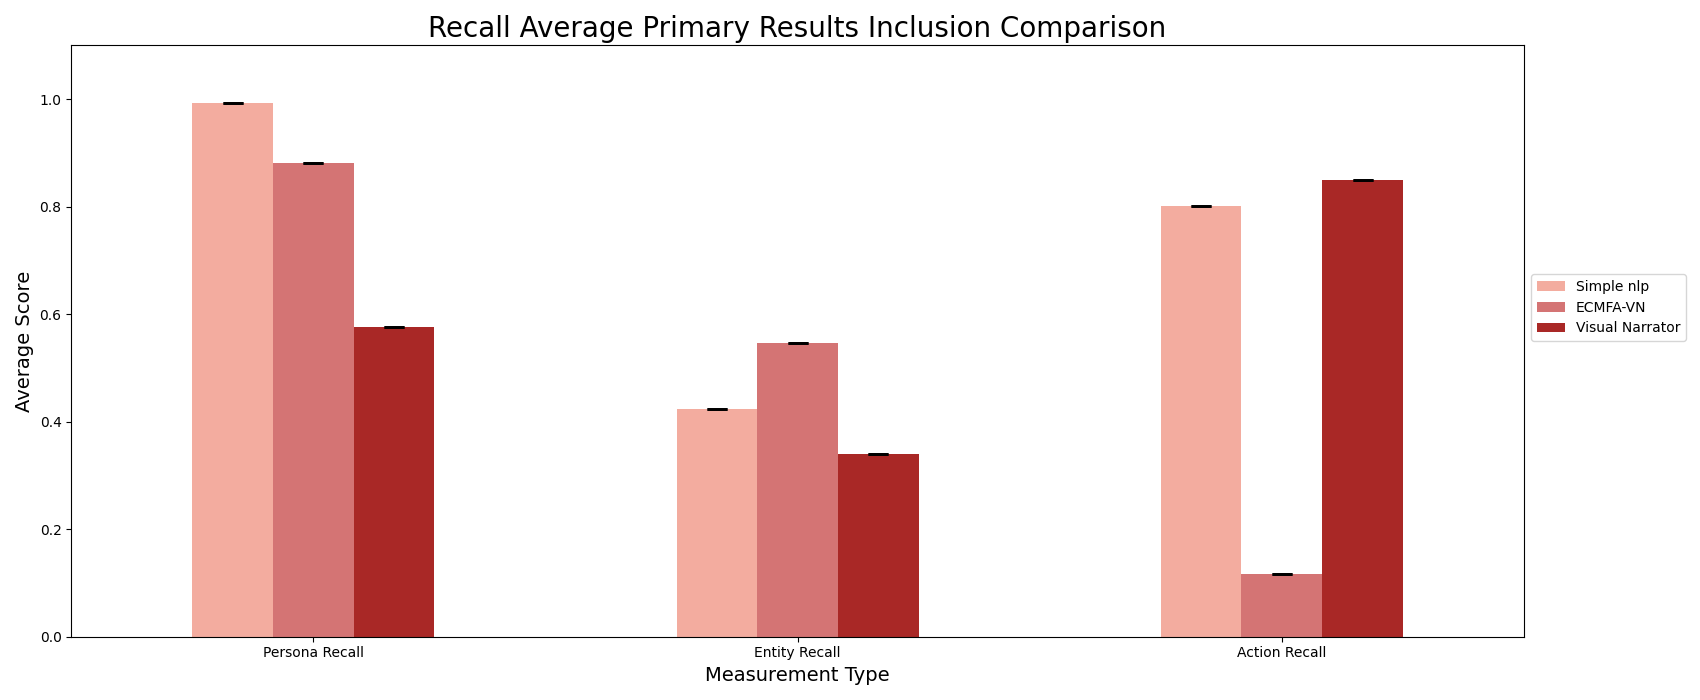 Recall Average Primary Results Inclusion Comparison
Average Score
1.0
0.8
0.6
0.4
0.2
0.0
Persona Recall
Entity Recall
Action Recall
Measurement Type
Simple nlp
ECMFA-VN
Visual Narrator